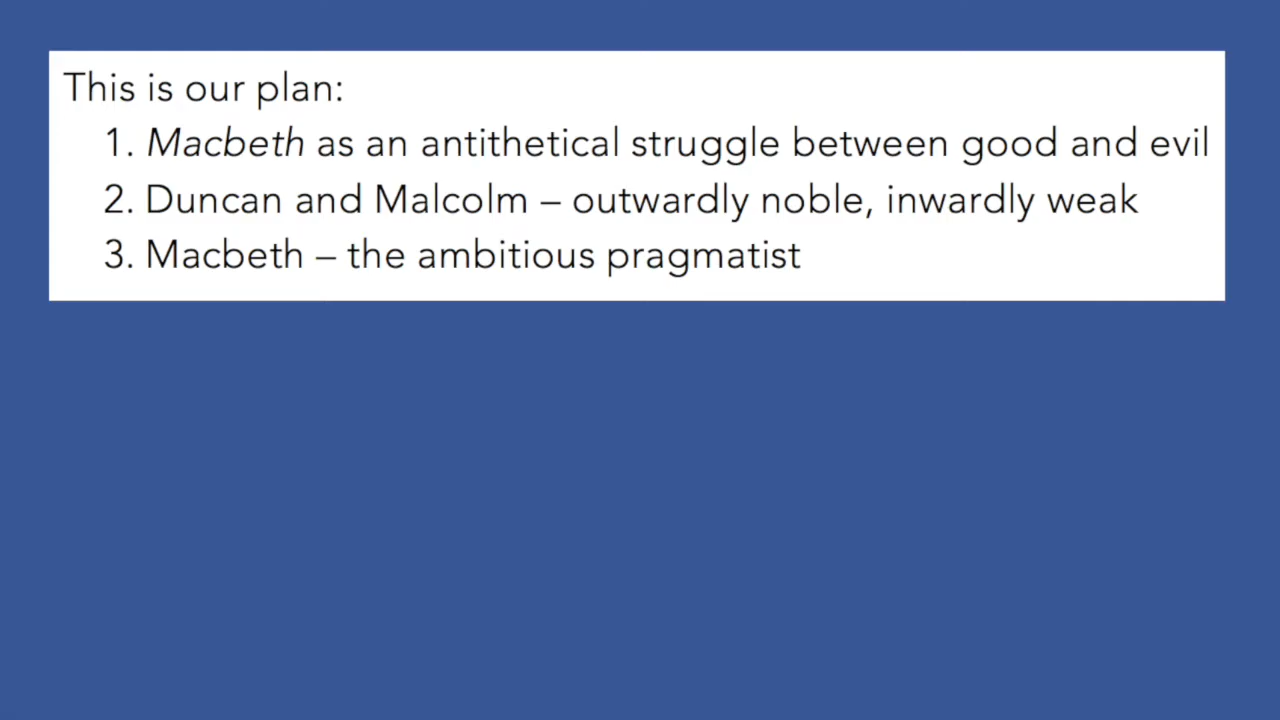 This is our plan:
1. Macbeth as an antithetical struggle between good and evil
2. Duncan and Malcolm – outwardly noble, inwardly weak
3. Macbeth – the ambitious pragmatist